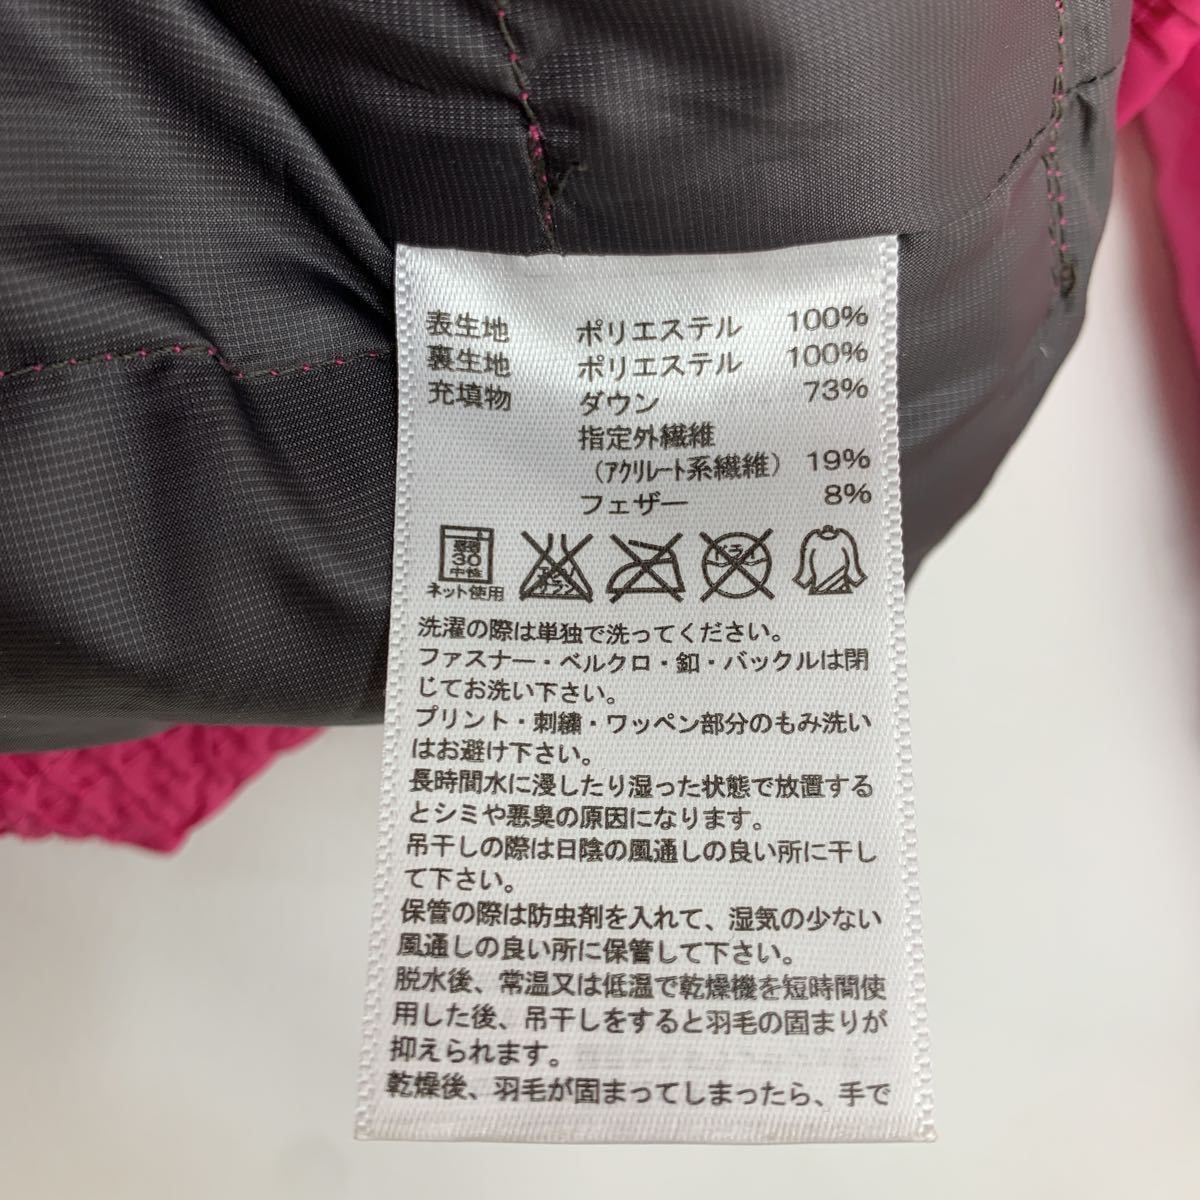 表生地 ポリエステル 100%
裏生地 ポリエステル 100%
充填物 ダウン 73%
指定外繊維
（アクリレート系繊維） 19%
フェザー 8%
弱
30
中性
ネット使用
ドライ
洗濯の際は単独で洗ってください。
ファスナー・ベルクロ・釦・バックルは閉
じてお洗い下さい。
プリント・刺繍・ワッペン部分のもみ洗い
はお避け下さい。
長時間水に浸したり湿った状態で放置する
とシミや悪臭の原因になります。
吊干しの際は日陰の風通しの良い所に干し
て下さい。
保管の際は防虫剤を入れて、湿気の少ない
風通しの良い所に保管して下さい。
脱水後、常温又は低温で乾燥機を短時間使
用した後、吊干しをすると羽毛の固まりが
抑えられます。
乾燥後、羽毛が固まってしまったら、手で